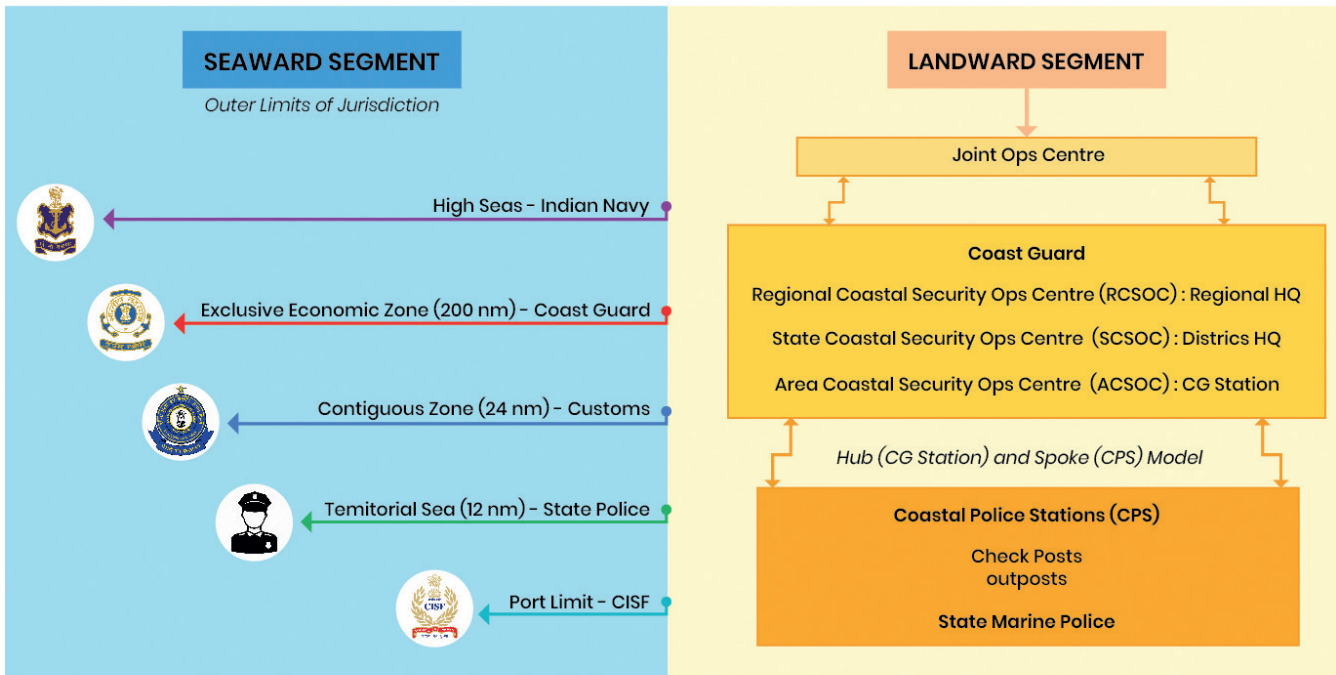 SEAWARD SEGMENT
Outer Limits of Jurisdiction
High Seas - Indian Navy
Exclusive Economic Zone (200 nm) - Coast Guard
Contiguous Zone (24 nm) - Customs
Temitorial Sea (12 nm) - State Police
CISF
Port Limit - CISF
LANDWARD SEGMENT
Joint Ops Centre
Coast Guard
Regional Coastal Security Ops Centre (RCSOC) : Regional HQ
State Coastal Security Ops Centre (SCSOC) : Districs HQ
Area Coastal Security Ops Centre (ACSOC) : CG Station
Hub (CG Station) and Spoke (CPS) Model
Coastal Police Stations (CPS)
Check Posts
outposts
State Marine Police